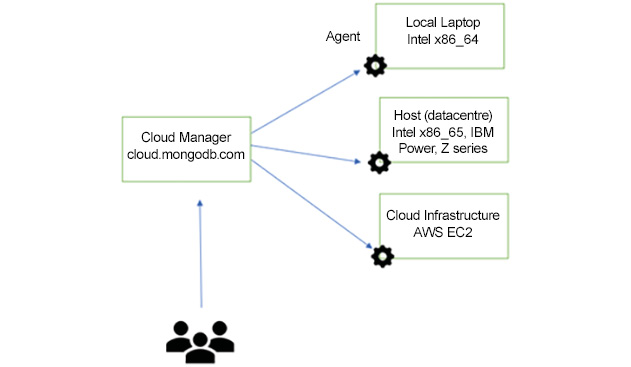 Agent
Local Laptop
Intel x86_64
Cloud Manager
cloud.mongodb.com
Host (datacentre)
Intel x86_65, IBM
Power, Z series
Cloud Infrastructure
AWS EC2